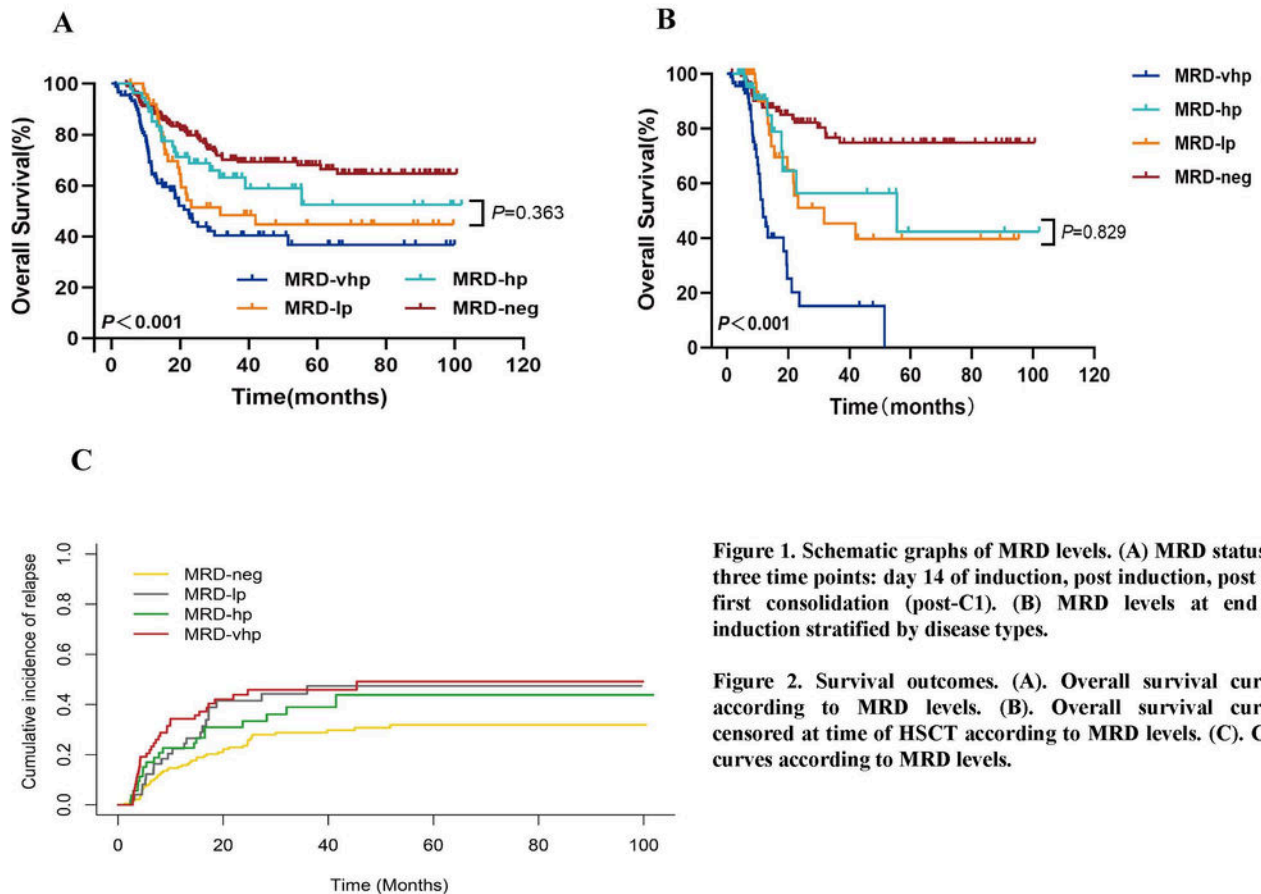 A
100
80
60
40
20
0
Overall Survival(%)
P=0.363
MRD-vhp
MRD-hp
MRD-lp
MRD-neg
P<0.001
0
20
40
60
80
100
120
Time(months)
B
100
80
60
40
20
0
Overall Survival(%)
MRD-vhp
MRD-hp
MRD-lp
MRD-neg
P=0.829
P<0.001
0
20
40
60
80
100
120
Time（months）
C
1.0
0.8
0.6
0.4
0.2
0.0
Cumulative incidence of relapse
MRD-neg
MRD-lp
MRD-hp
MRD-vhp
0
20
40
60
80
100
Time (Months)
Figure 1. Schematic graphs of MRD levels. (A) MRD status
three time points: day 14 of induction, post induction, post
first consolidation (post-C1). (B) MRD levels at end
induction stratified by disease types.
Figure 2. Survival outcomes. (A). Overall survival
according to MRD levels. (B). Overall survival
censored at time of HSCT according to MRD levels. (C).
curves according to MRD levels.